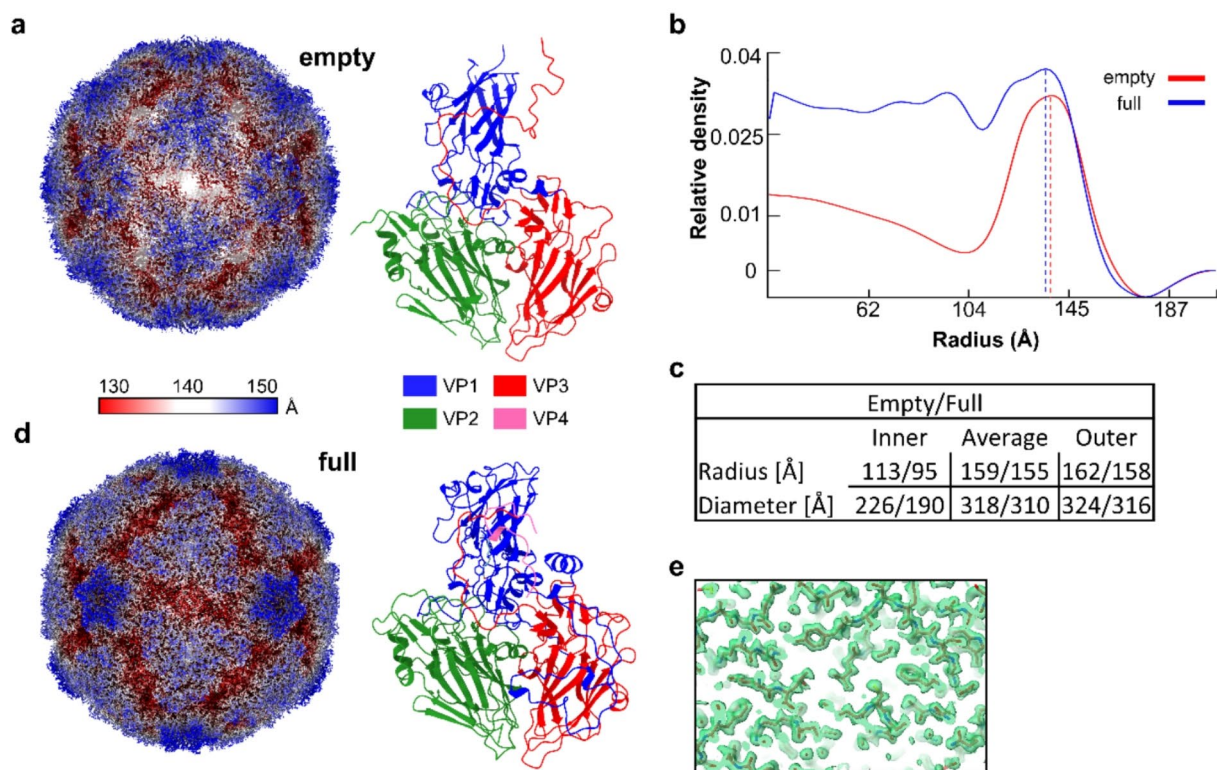 a
empty
130 140 150 Å
VP1 VP3
VP2 VP4
b
0.04
0.025
0.01
0
Relative density
empty
full
62 104 145 187
Radius (Å)
c
Empty/Full
Inner Average Outer
Radius [Å] 113/95 159/155 162/158
Diameter [Å] 226/190 318/310 324/316
d
full
e